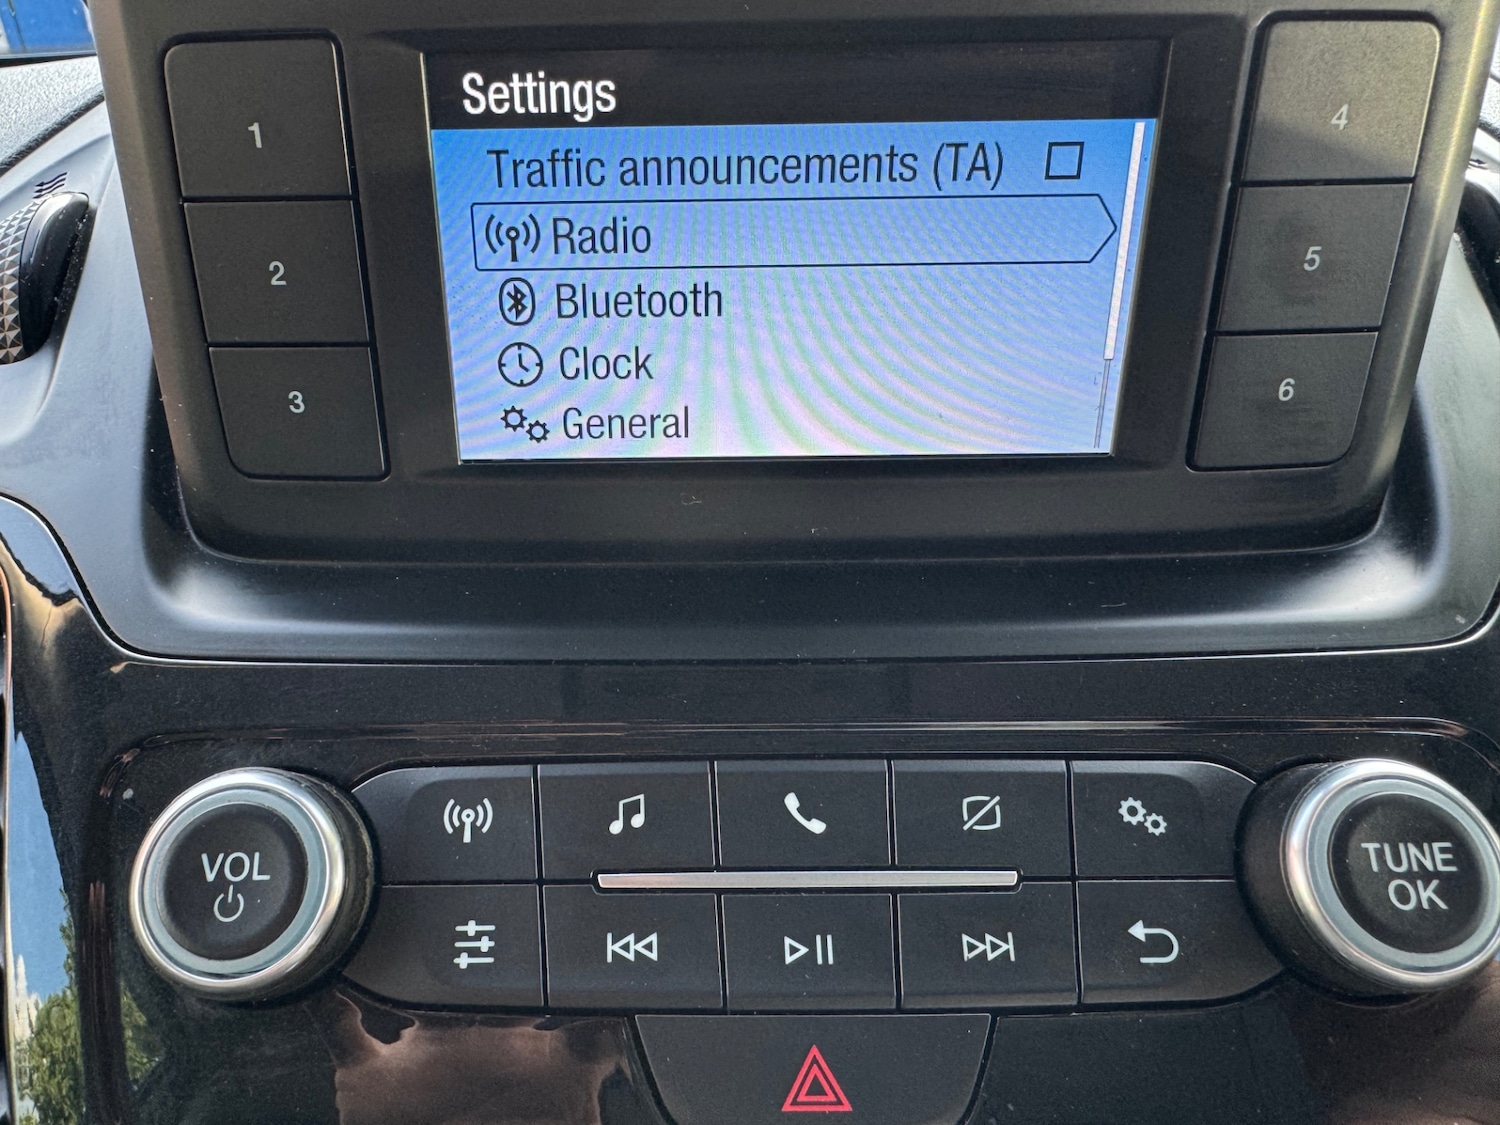 Settings
Traffic announcements (TA)
Radio
Bluetooth
Clock
General
1
2
3
4
5
6
VOL
TUNE
OK